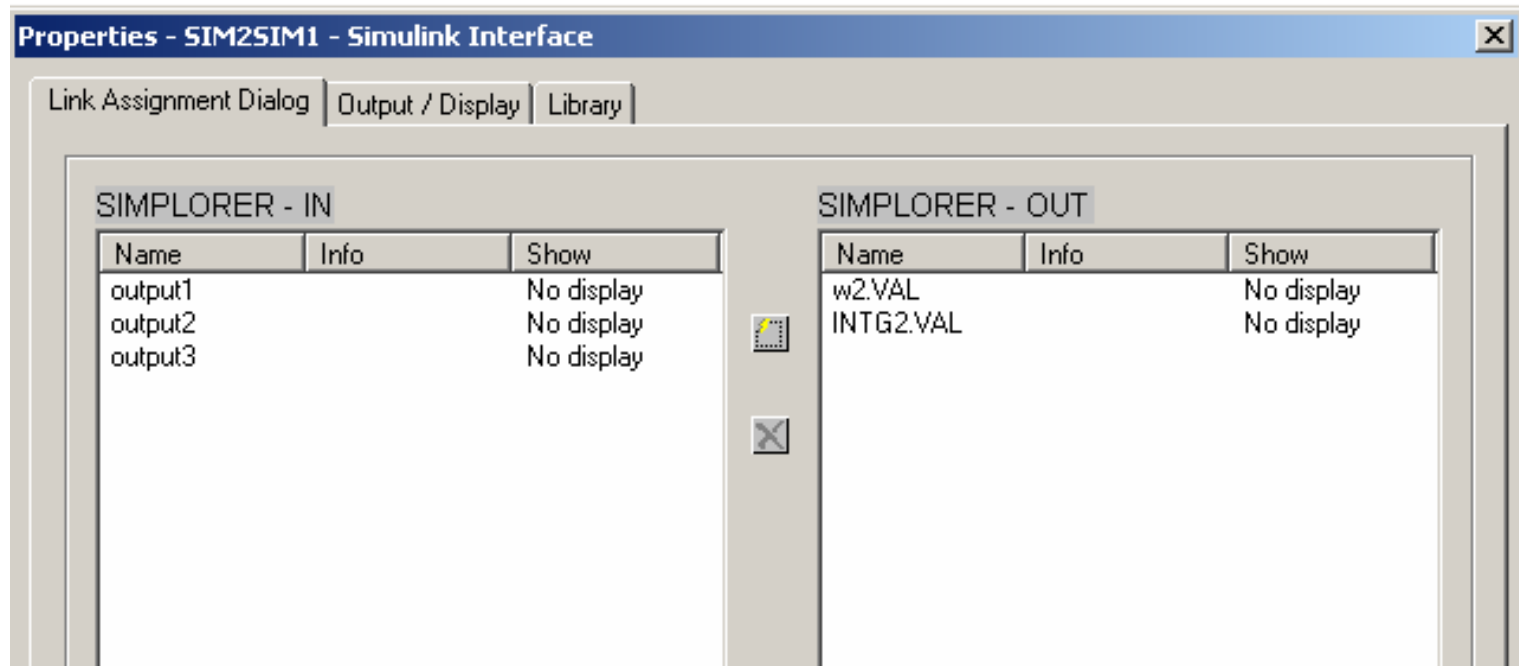 Properties - SIM2SIM1 - Simulink Interface
Link Assignment Dialog Output / Display Library
SIMPLORER - IN SIMPLORER - OUT
Name Info Show Name Info Show
output1 No display w2.VAL No display
output2 No display INTG2.VAL No display
output3 No display